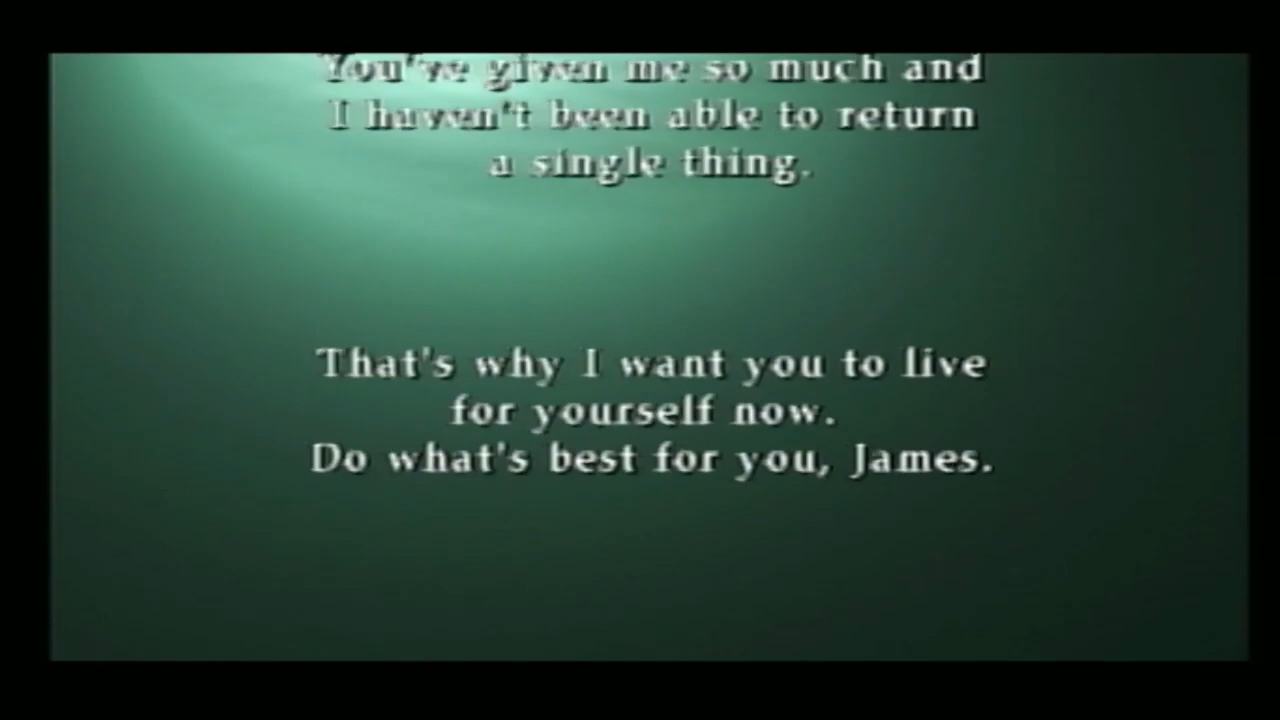 You've given me so much and
I haven't been able to return
a single thing.
That's why I want you to live
for yourself now.
Do what's best for you, James.